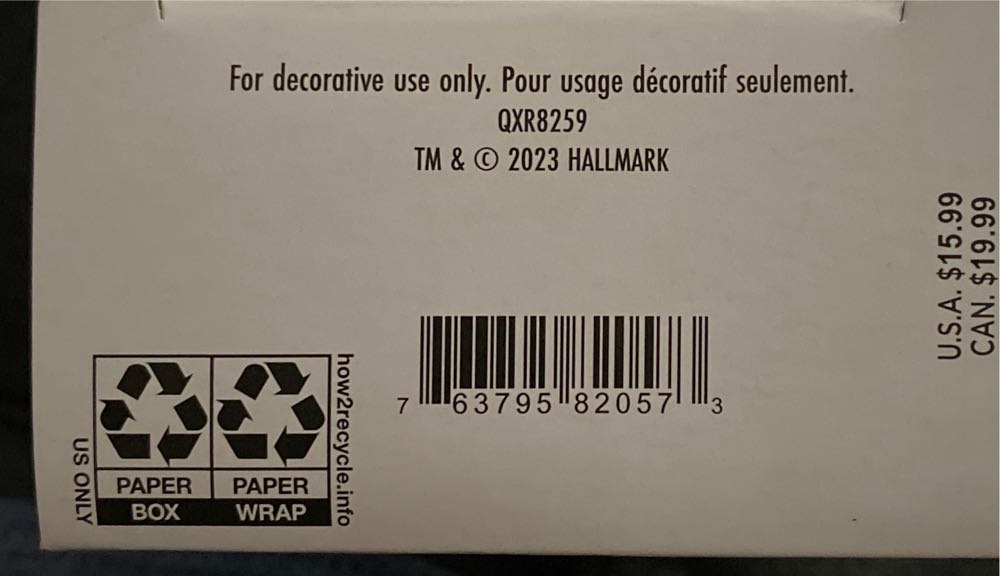 For decorative use only. Pour usage décoratif seulement.
QXR8259
TM & © 2023 HALLMARK
U.S.A. $15.99
CAN. $19.99
7 63795 82057 3
how2recycle.info
US ONLY
PAPER PAPER
BOX WRAP